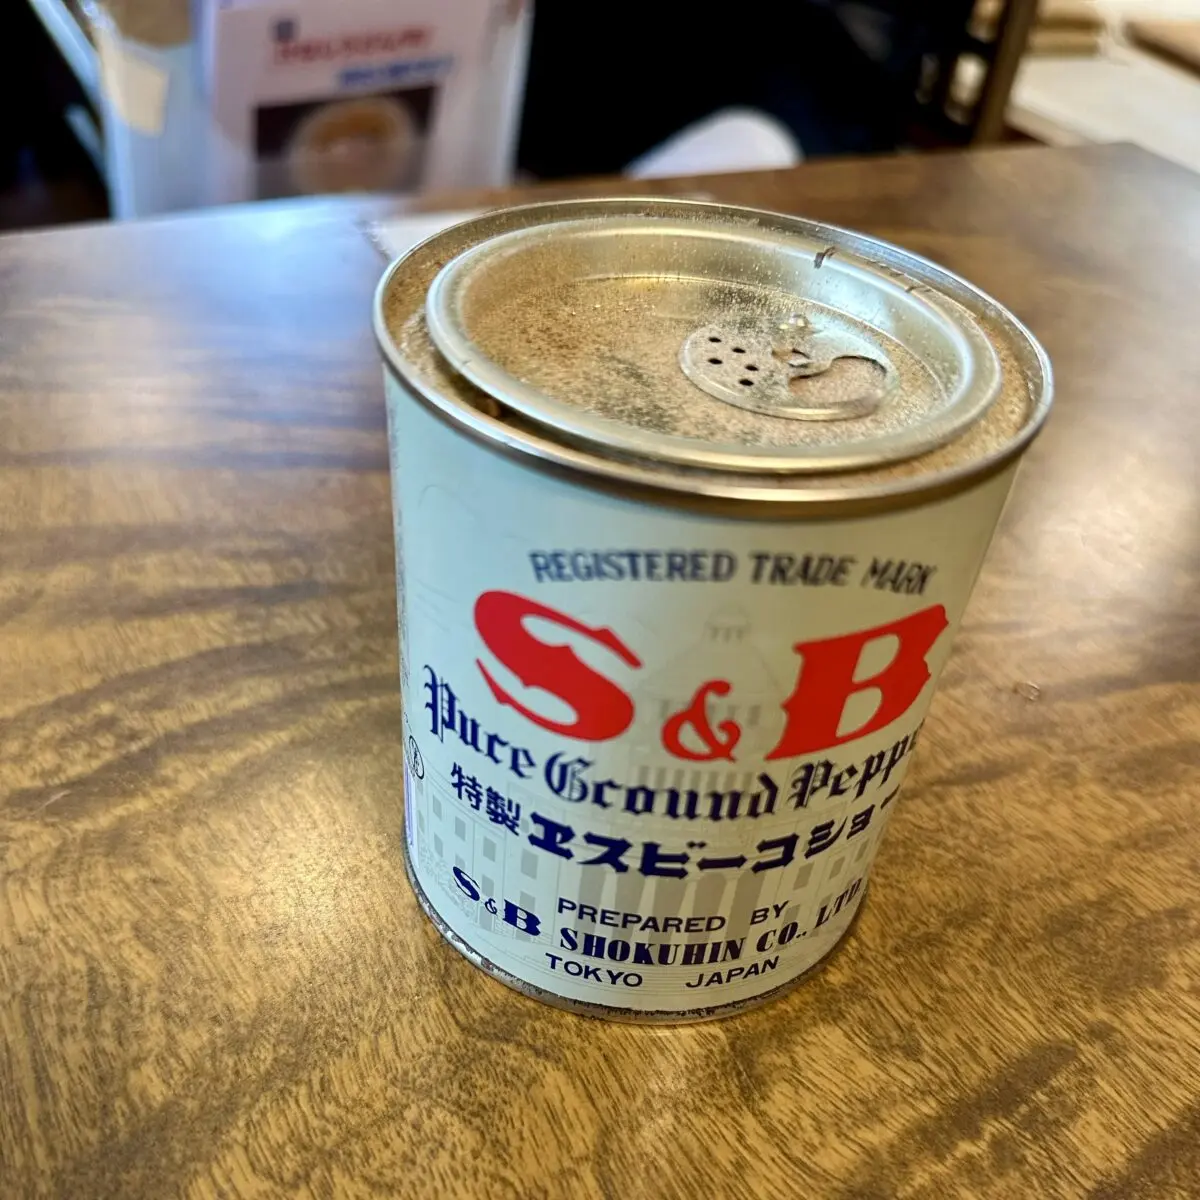 REGISTERED TRADE MARK
S&B
Pure Ground Peppe
特製 ヱスビーコショー
S&B PREPARED BY
SHOKUHIN CO., LTD
TOKYO JAPAN